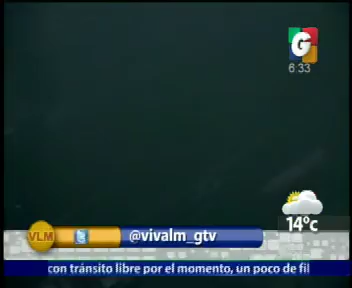 G
6:33
14°c
VLM
@vivalm_gtv
con tránsito libre por el momento, un poco de fil